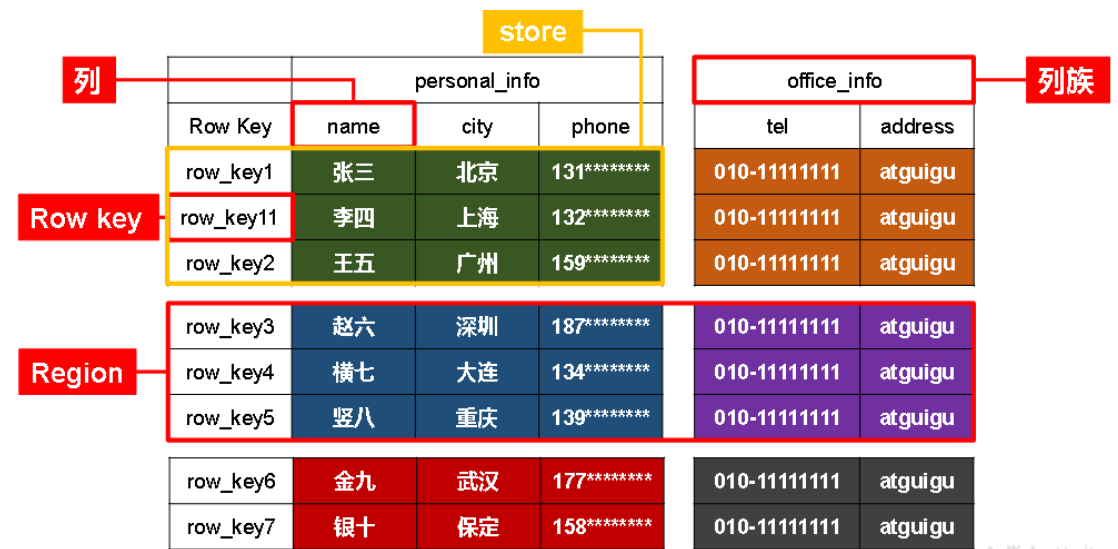 store
列 personal_info office_info 列族
Row Key name city phone tel address
row_key1 张三 北京 131******** 010-11111111 atguigu
Row key row_key11 李四 上海 132******** 010-11111111 atguigu
row_key2 王五 广州 159******** 010-11111111 atguigu
row_key3 赵六 深圳 187******** 010-11111111 atguigu
Region row_key4 横七 大连 134******** 010-11111111 atguigu
row_key5 竖八 重庆 139******** 010-11111111 atguigu
row_key6 金九 武汉 177******** 010-11111111 atguigu
row_key7 银十 保定 158******** 010-11111111 atguigu